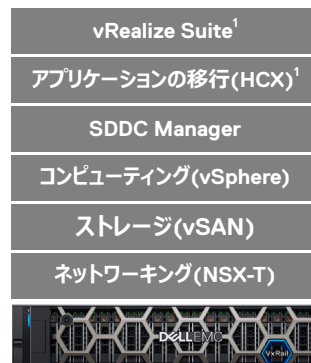 vRealize Suite¹
アプリケーションの移行(HCX)¹
SDDC Manager
コンピューティング(vSphere)
ストレージ(vSAN)
ネットワーキング(NSX-T)
DELLEMC
VxRail